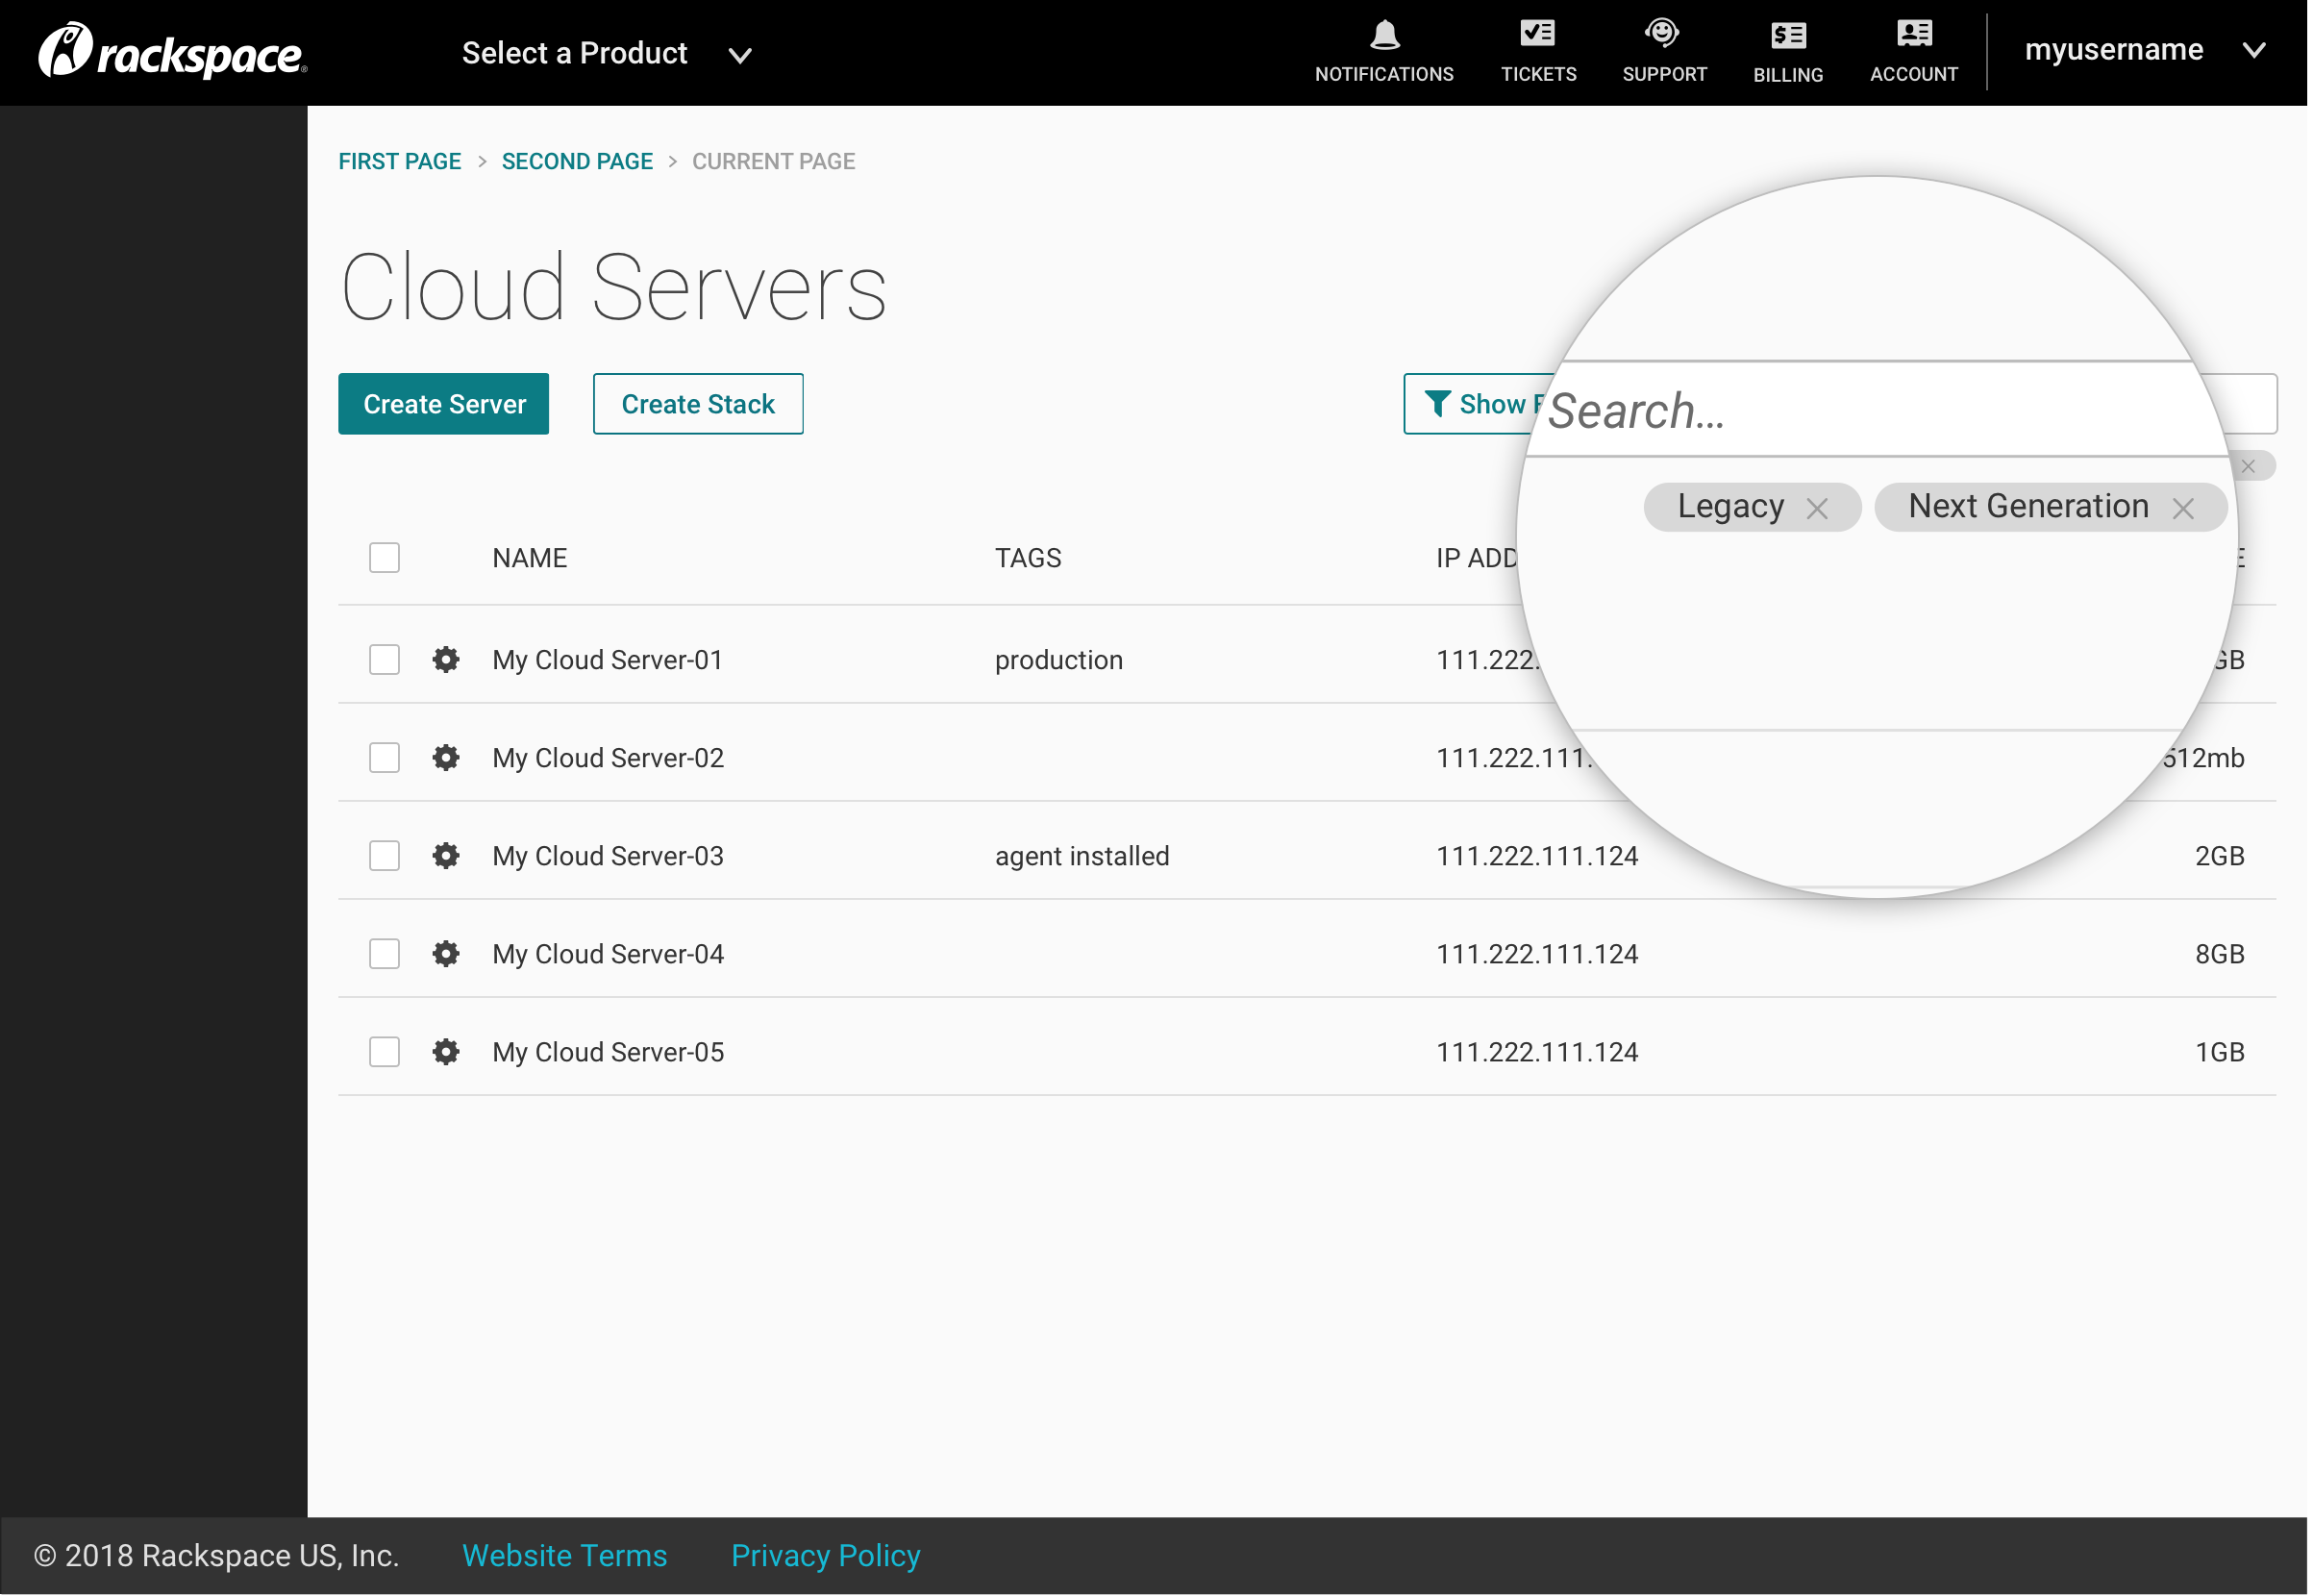 rackspace
Select a Product
NOTIFICATIONS
TICKETS
SUPPORT
BILLING
ACCOUNT
myusername
FIRST PAGE > SECOND PAGE > CURRENT PAGE
Cloud Servers
Create Server
Create Stack
Show
Search...
Legacy
Next Generation
NAME TAGS IP
My Cloud Server-01 production 111.222. GB
My Cloud Server-02 111.222.111. 512mb
My Cloud Server-03 agent installed 111.222.111.124 2GB
My Cloud Server-04 111.222.111.124 8GB
My Cloud Server-05 111.222.111.124 1GB
© 2018 Rackspace US, Inc. Website Terms Privacy Policy